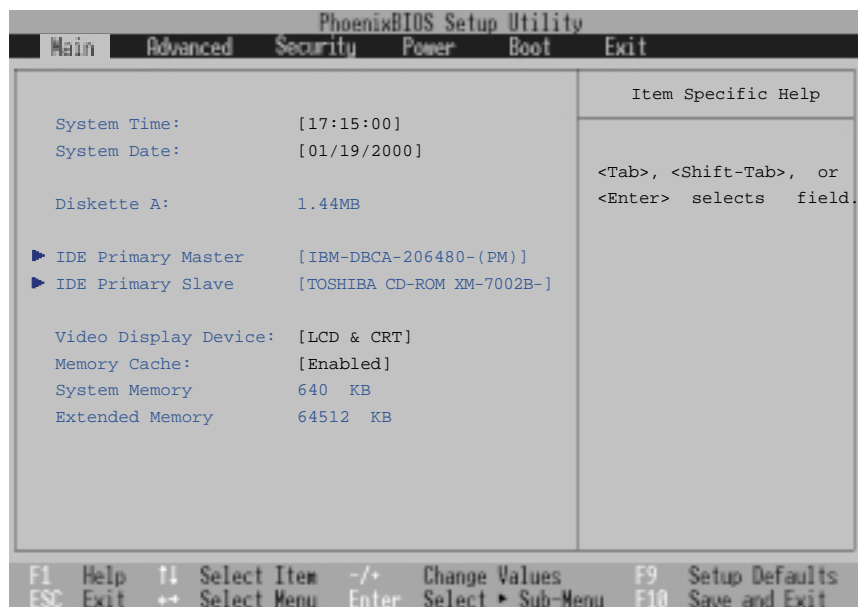 PhoenixBIOS Setup Utility
Main Advanced Security Power Boot Exit
Item Specific Help
System Time: [17:15:00]
System Date: [01/19/2000]
<Tab>, <Shift-Tab>, or
<Enter> selects field.
Diskette A: 1.44MB
IDE Primary Master [IBM-DBCA-206480-(PM)]
IDE Primary Slave [TOSHIBA CD-ROM XM-7002B-]
Video Display Device: [LCD & CRT]
Memory Cache: [Enabled]
System Memory 640 KB
Extended Memory 64512 KB
F1 Help ↑↓ Select Item -/+ Change Values F9 Setup Defaults
ESC Exit ←→ Select Menu Enter Select ▶ Sub-Menu F10 Save and Exit